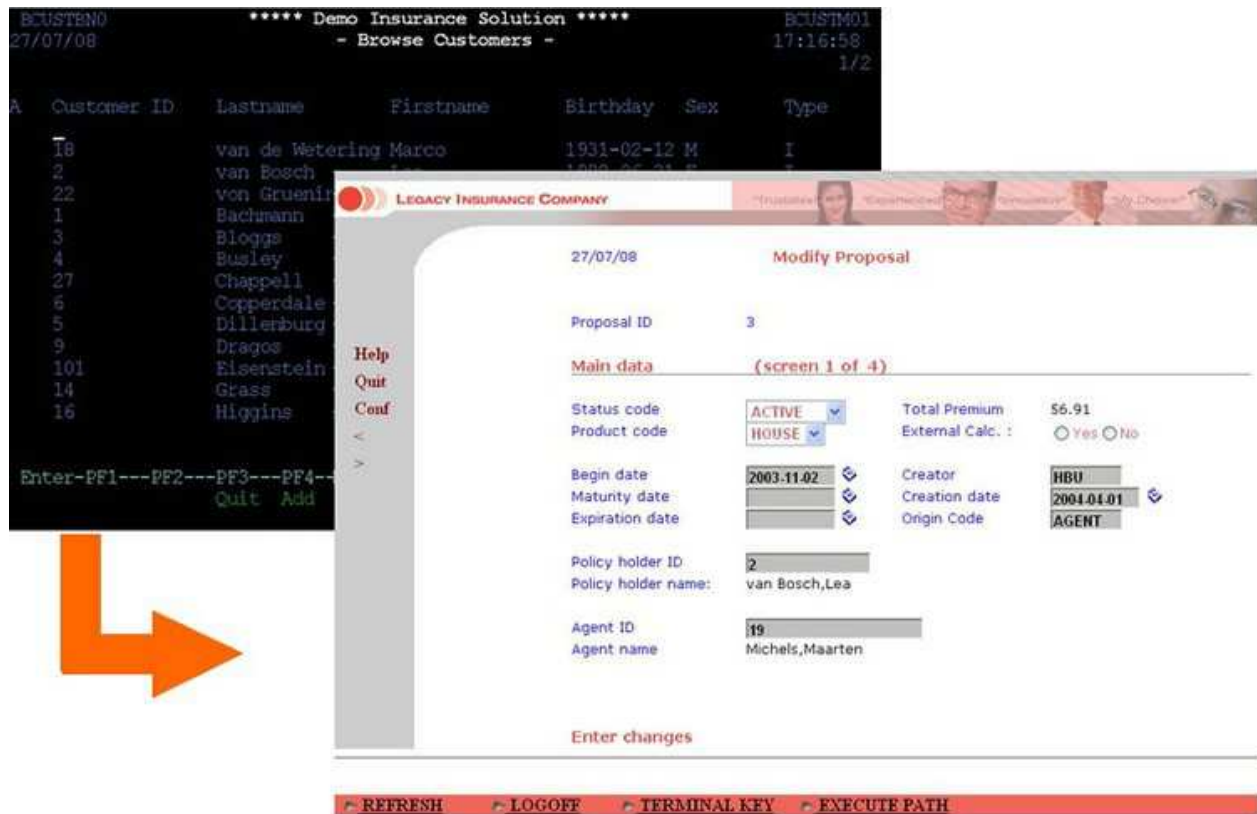 BCUSTBN0 ***** Demo Insurance Solution ***** BCUSTM01
27/07/08 - Browse Customers - 17:16:58
1/2
A Customer ID Lastname Firstname Birthday Sex Type
18 van de Wetering Marco 1931-02-12 M I
2 van Bosch
22 von Gruenin
1 Bachmann
3 Bloggs
4 Busley
27 Chappell
6 Copperdale
5 Dillenburg
9 Dragos
101 Eisenstein
14 Grass
16 Higgins
Enter-PF1---PF2---PF3---PF4--
Quit Add
LEGACY INSURANCE COMPANY
27/07/08 Modify Proposal
Proposal ID 3
Main data (screen 1 of 4)
Help
Quit
Conf
<
>
Status code ACTIVE Total Premium 56.91
Product code HOUSE External Calc. : Yes No
Begin date 2003-11-02 Creator HBU
Maturity date Creation date 2004-04-01
Expiration date Origin Code AGENT
Policy holder ID 2
Policy holder name: van Bosch,Lea
Agent ID 19
Agent name Michels,Maarten
Enter changes
REFRESH LOGOFF TERMINAL KEY EXECUTE PATH